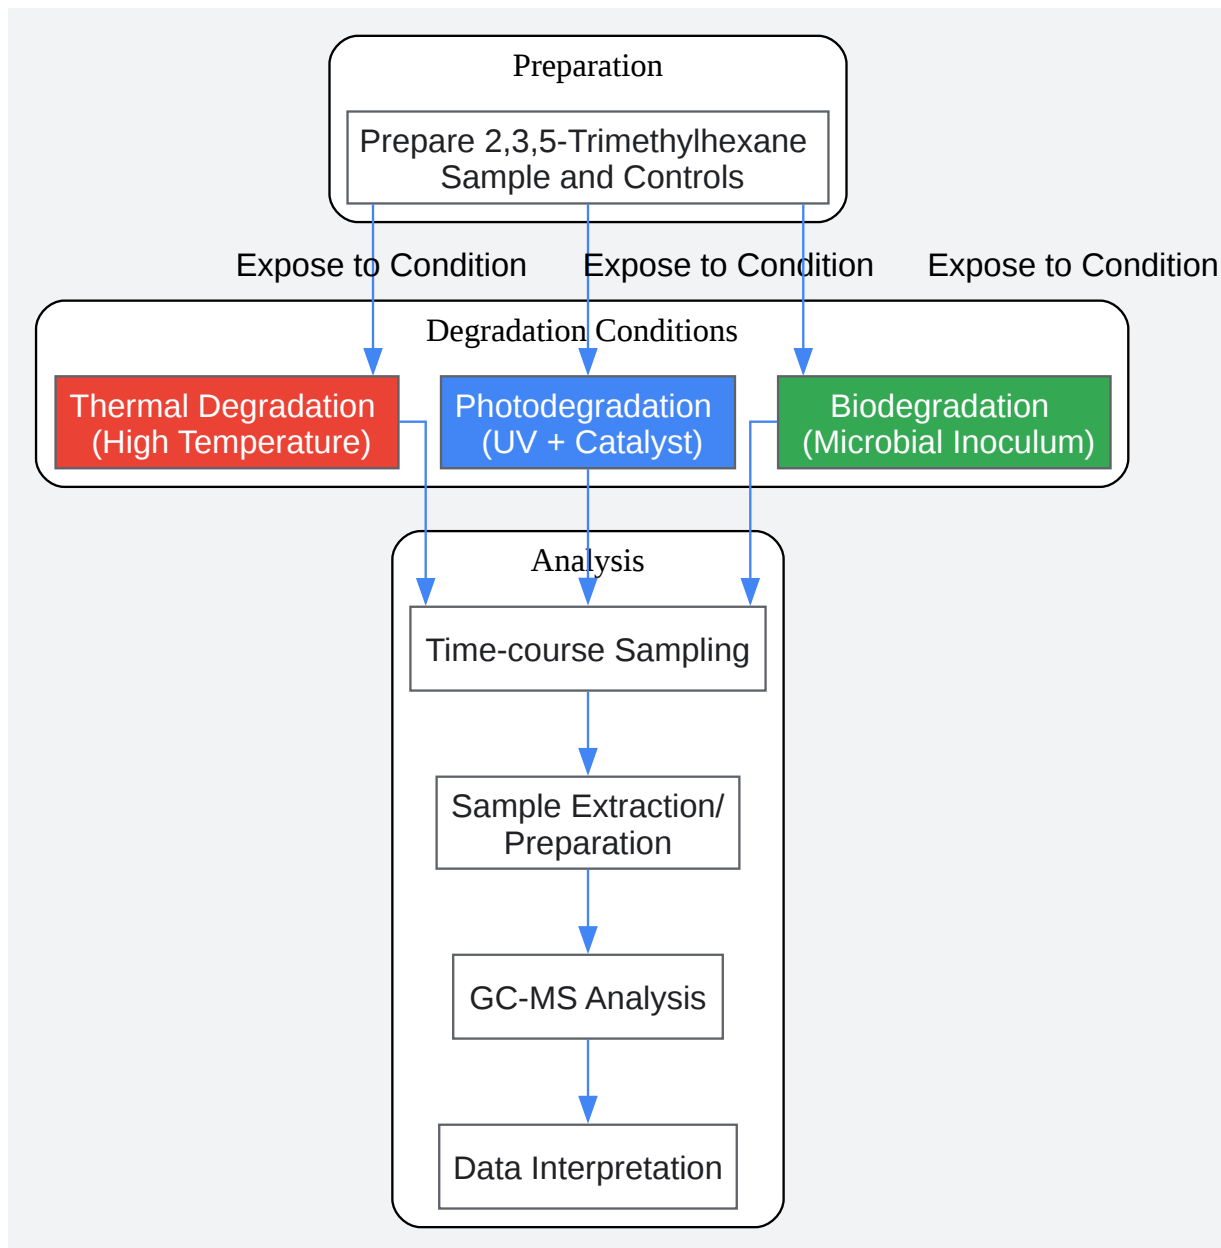 Preparation
Prepare 2,3,5-Trimethylhexane
Sample and Controls
Expose to Condition
Expose to Condition
Expose to Condition
Degradation Conditions
Thermal Degradation
(High Temperature)
Photodegradation
(UV + Catalyst)
Biodegradation
(Microbial Inoculum)
Analysis
Time-course Sampling
Sample Extraction/
Preparation
GC-MS Analysis
Data Interpretation